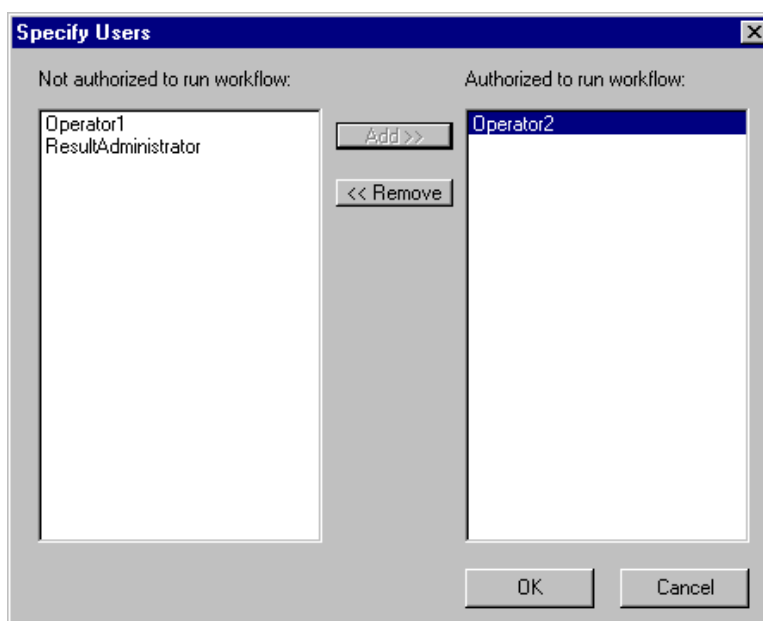 Specify Users
Not authorized to run workflow:
Authorized to run workflow:
Operator1
ResultAdministrator
Add >>
<< Remove
Operator2
OK
Cancel